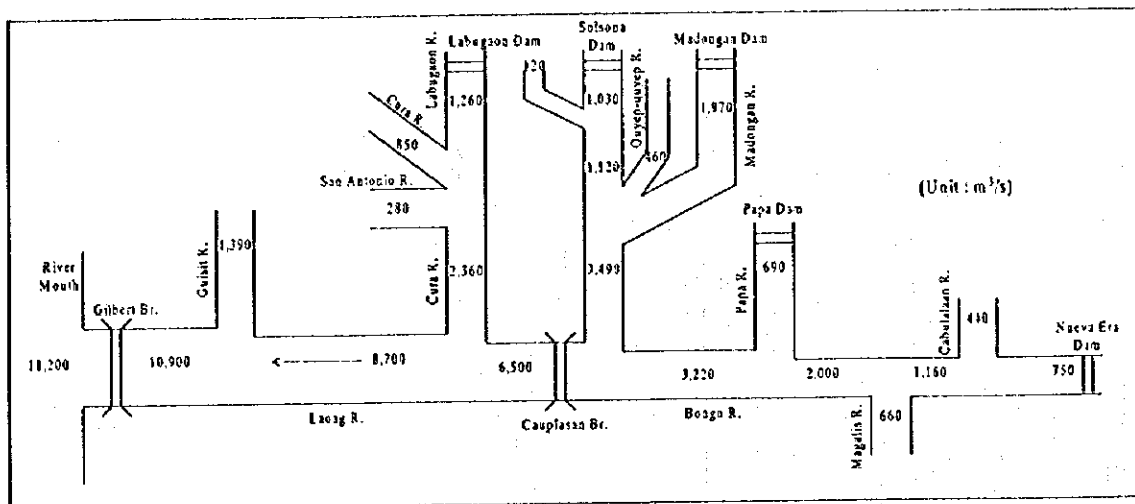 Labugaon Dam
Solsona
Dam
Madongan Dam
Labugaon R.
1,260
1,030
Quyep-quyep R.
1,970
Madongan R.
Cura R.
850
1,120
460
San Antonio R.
280
(Unit : m³/s)
Papa Dam
River
Mouth
Guisit R.
1,390
Cura R.
2,360
3,490
Papa R.
690
Gilbert Br.
Cabulalaan R.
440
Nueva Era
Dam
11,200
10,900
8,700
6,500
3,220
2,000
1,160
750
Laoag R.
Cauplasan Br.
Bongo R.
Magalis R.
660